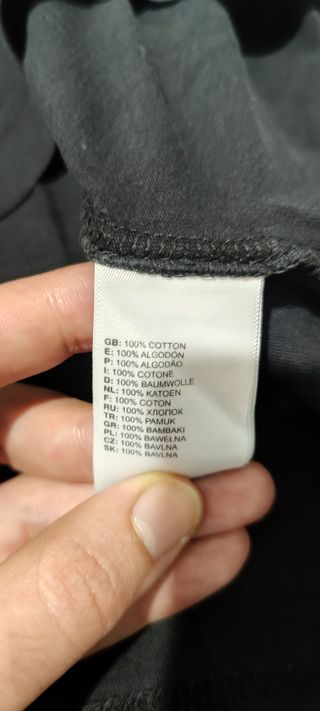 GB: 100% COTTON
E: 100% ALGODÓN
P: 100% ALGODÃO
I: 100% COTONE
D: 100% BAUMWOLLE
NL: 100% KATOEN
F: 100% COTON
RU: 100% ХЛОПОК
TR: 100% PAMUK
GR: 100% BAMBAKI
PL: 100% BAWEŁNA
CZ: 100% BAVLNA
SK: 100% BAVLNA